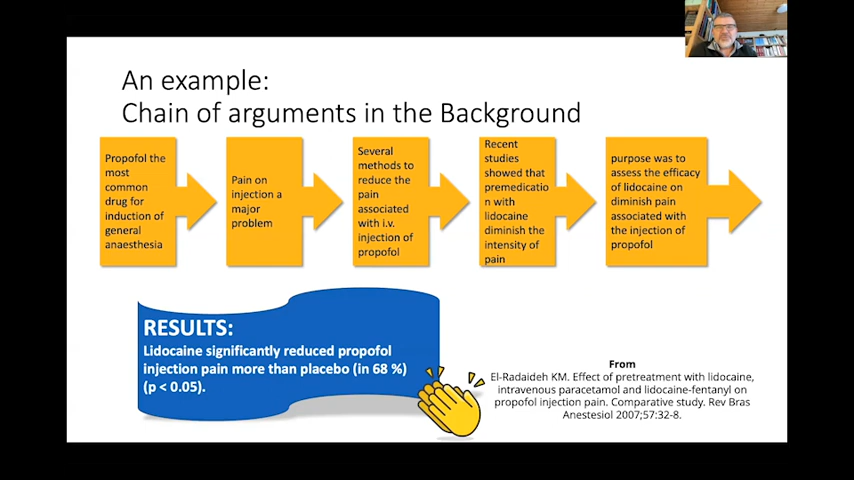 An example:
Chain of arguments in the Background
Propofol the
most
common
drug for
induction of
general
anaesthesia
Pain on
injection a
major
problem
Several
methods to
reduce the
pain
associated
with i.v.
injection of
propofol
Recent
studies
showed that
premedicatio
n with
lidocaine
diminish the
intensity of
pain
purpose was to
assess the efficacy
of lidocaine on
diminish pain
associated with
the injection of
propofol
RESULTS:
Lidocaine significantly reduced propofol
injection pain more than placebo (in 68 %)
(p < 0.05).
From
El-Radaideh KM. Effect of pretreatment with lidocaine,
intravenous paracetamol and lidocaine-fentanyl on
propofol injection pain. Comparative study. Rev Bras
Anestesiol 2007;57:32-8.